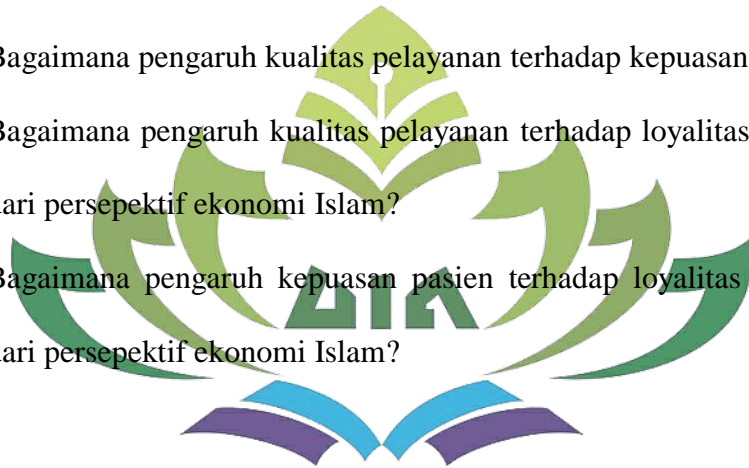 Bagaimana pengaruh kualitas pelayanan terhadap kepuasan
Bagaimana pengaruh kualitas pelayanan terhadap loyalitas
dari persepektif ekonomi Islam?
Bagaimana pengaruh kepuasan pasien terhadap loyalitas
dari persepektif ekonomi Islam?